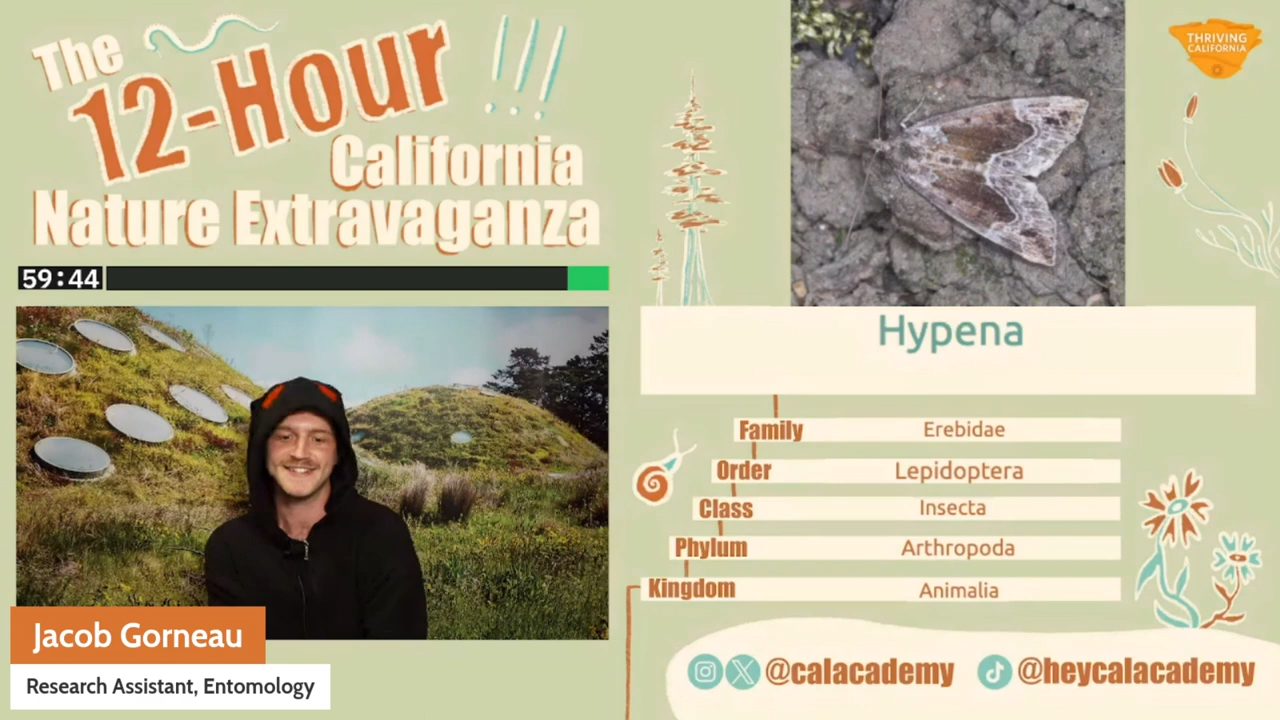 The
12-Hour !!!
California
Nature Extravaganza
59:44
THRIVING
CALIFORNIA
Hypena
Family Erebidae
Order Lepidoptera
Class Insecta
Phylum Arthropoda
Kingdom Animalia
Jacob Gorneau
Research Assistant, Entomology
@calacademy @heycalacademy